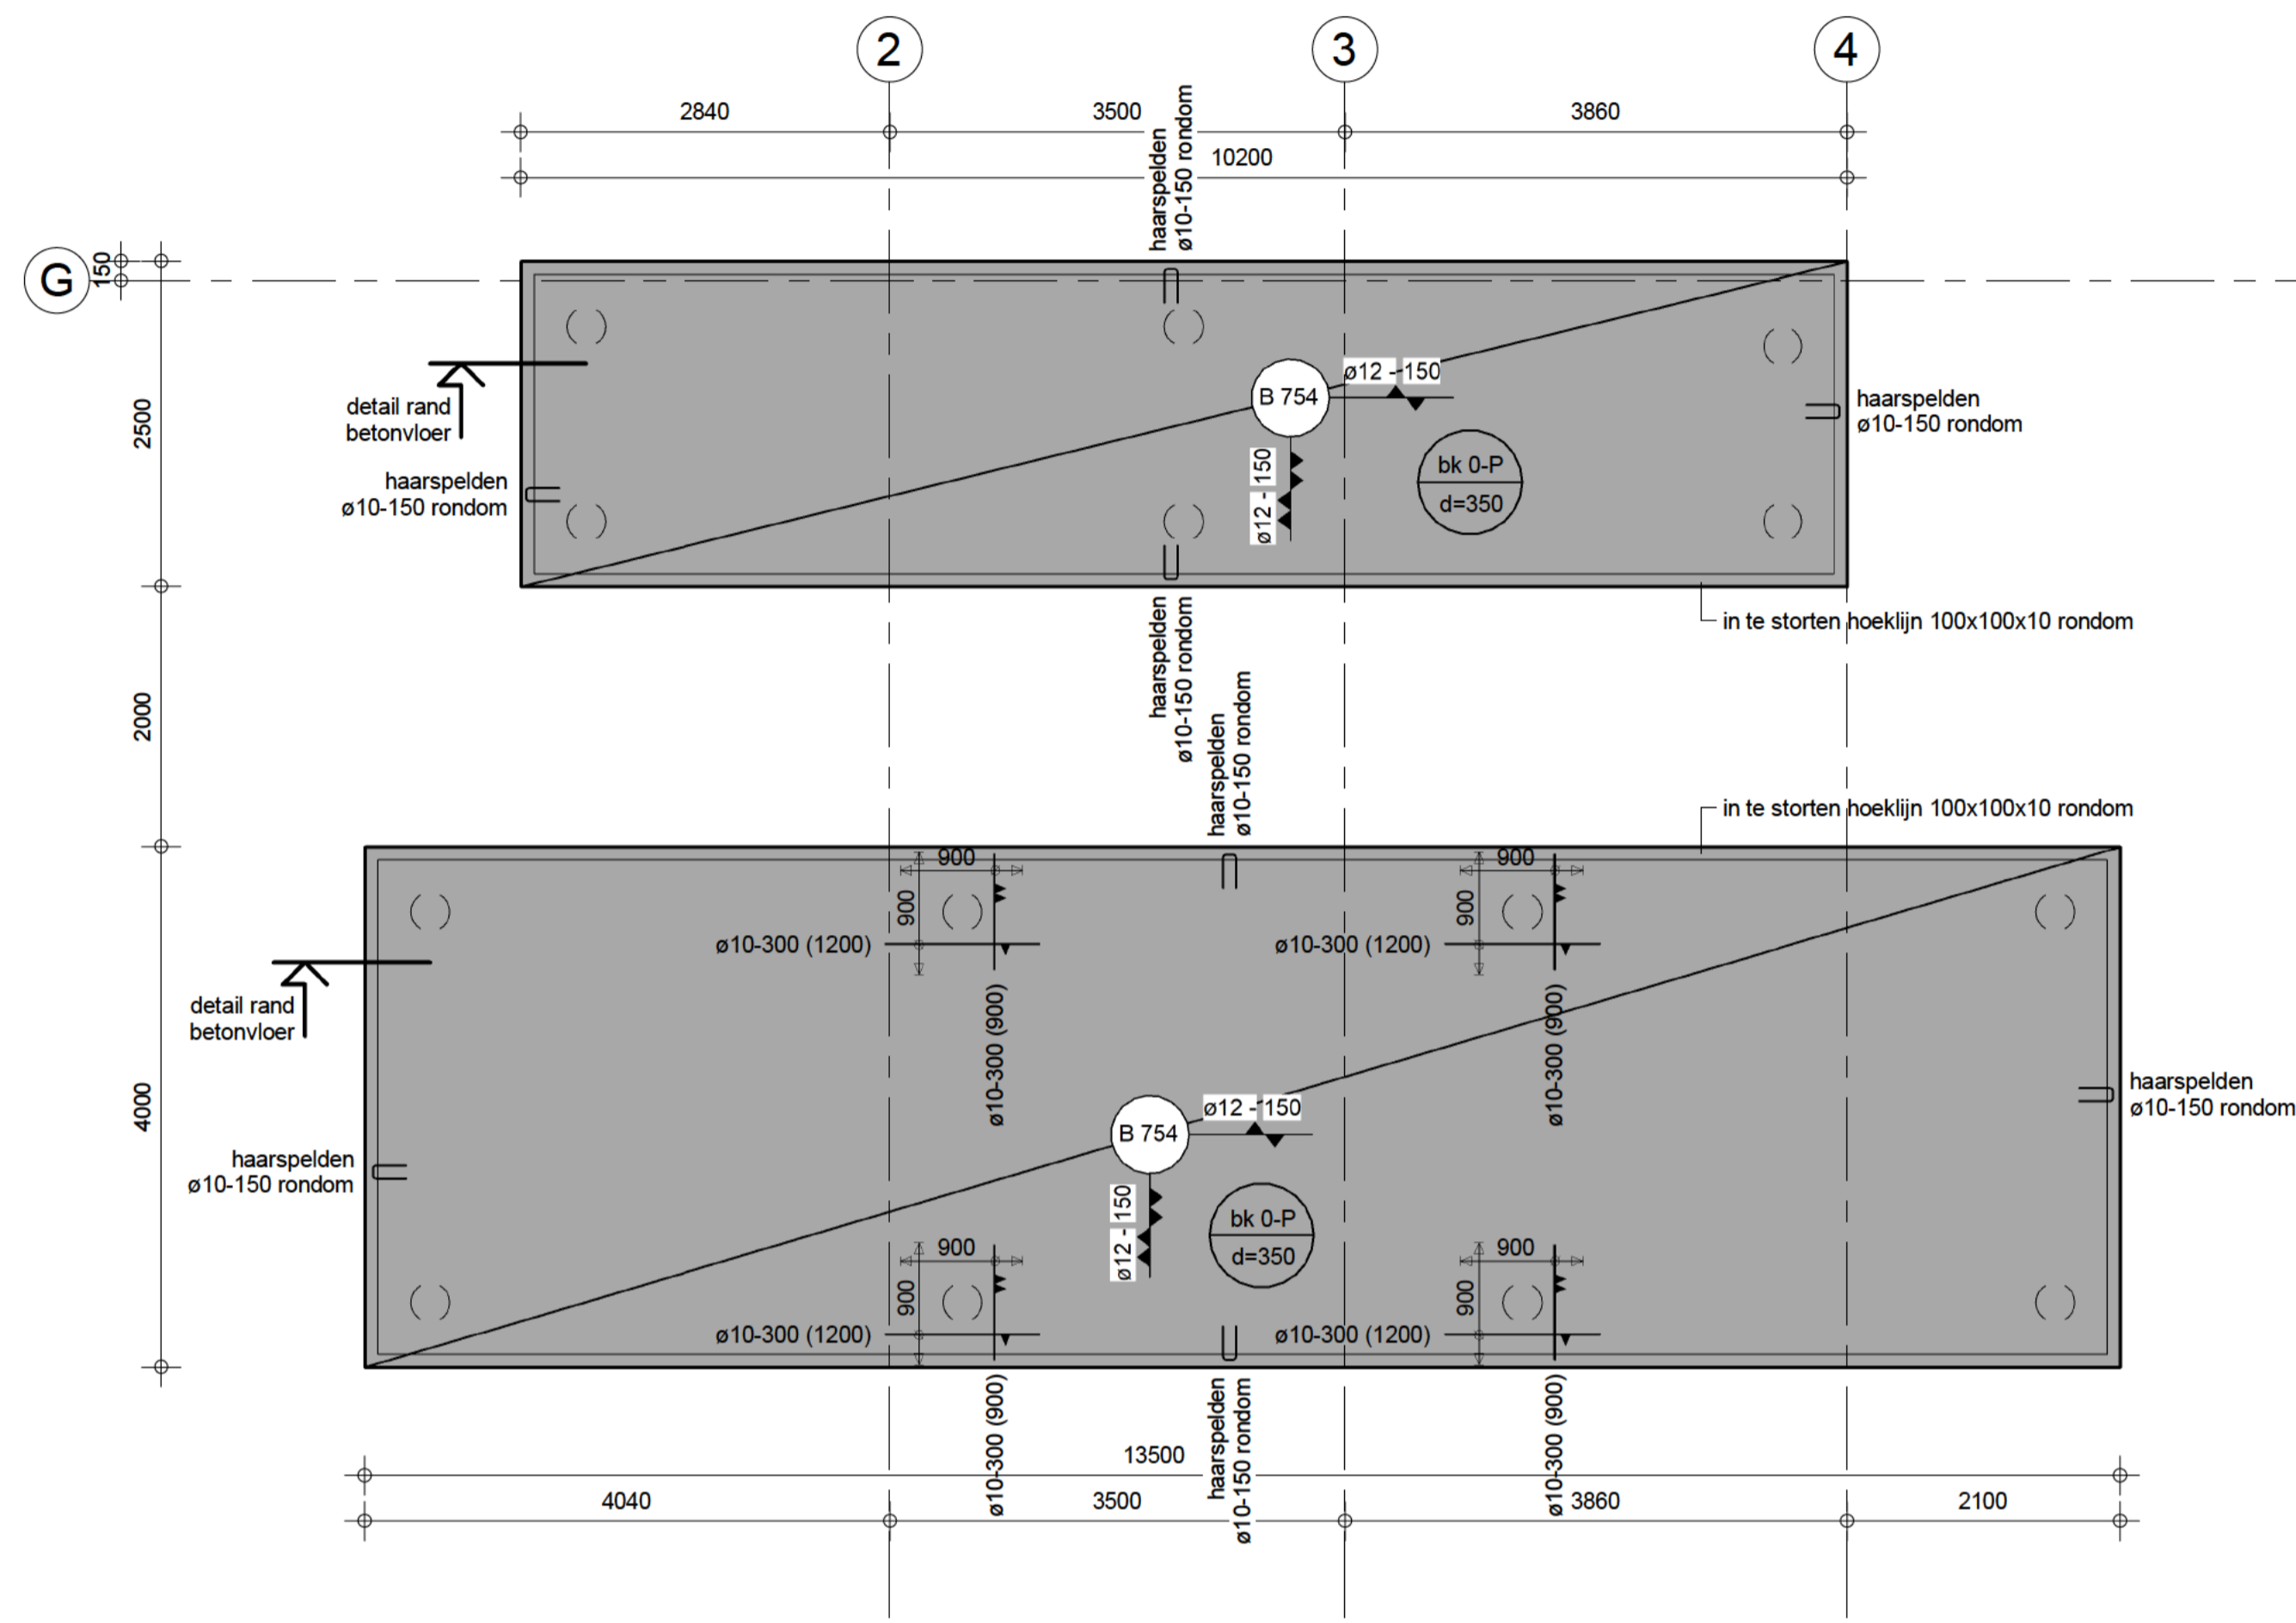 2
3
4
2840
3500
3860
10200
haarspelden
ø10-150 rondom
G
150
ø12 - 150
B 754
detail rand
betonvloer
haarspelden
ø10-150 rondom
2500
ø12 - 150
bk 0-P
d=350
haarspelden
ø10-150 rondom
haarspelden
ø10-150 rondom
in te storten hoeklijn 100x100x10 rondom
2000
haarspelden
ø10-150 rondom
in te storten hoeklijn 100x100x10 rondom
900
900
900
900
ø10-300 (1200)
ø10-300 (1200)
detail rand
betonvloer
ø10-300 (900)
ø10-300 (900)
4000
ø12 - 150
B 754
haarspelden
ø10-150 rondom
haarspelden
ø10-150 rondom
ø12 - 150
bk 0-P
d=350
900
900
900
900
ø10-300 (1200)
ø10-300 (1200)
ø10-300 (900)
haarspelden
ø10-150 rondom
ø10-300 (900)
13500
4040
3500
3860
2100